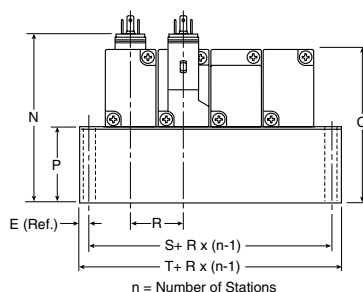 N
P
O
E (Ref.)
R
S+ R x (n-1)
T+ R x (n-1)
n = Number of Stations